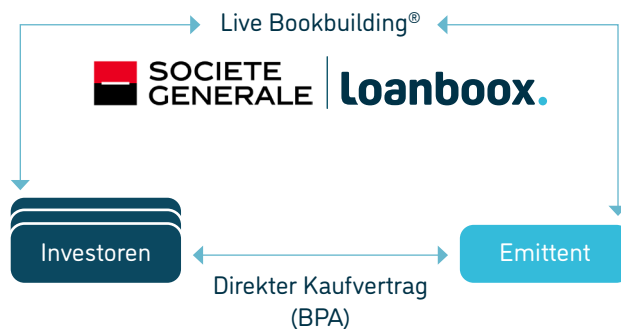 Live Bookbuilding®
SOCIETE
GENERALE
Loanboox.
Investoren
Emittent
Direkter Kaufvertrag
(BPA)